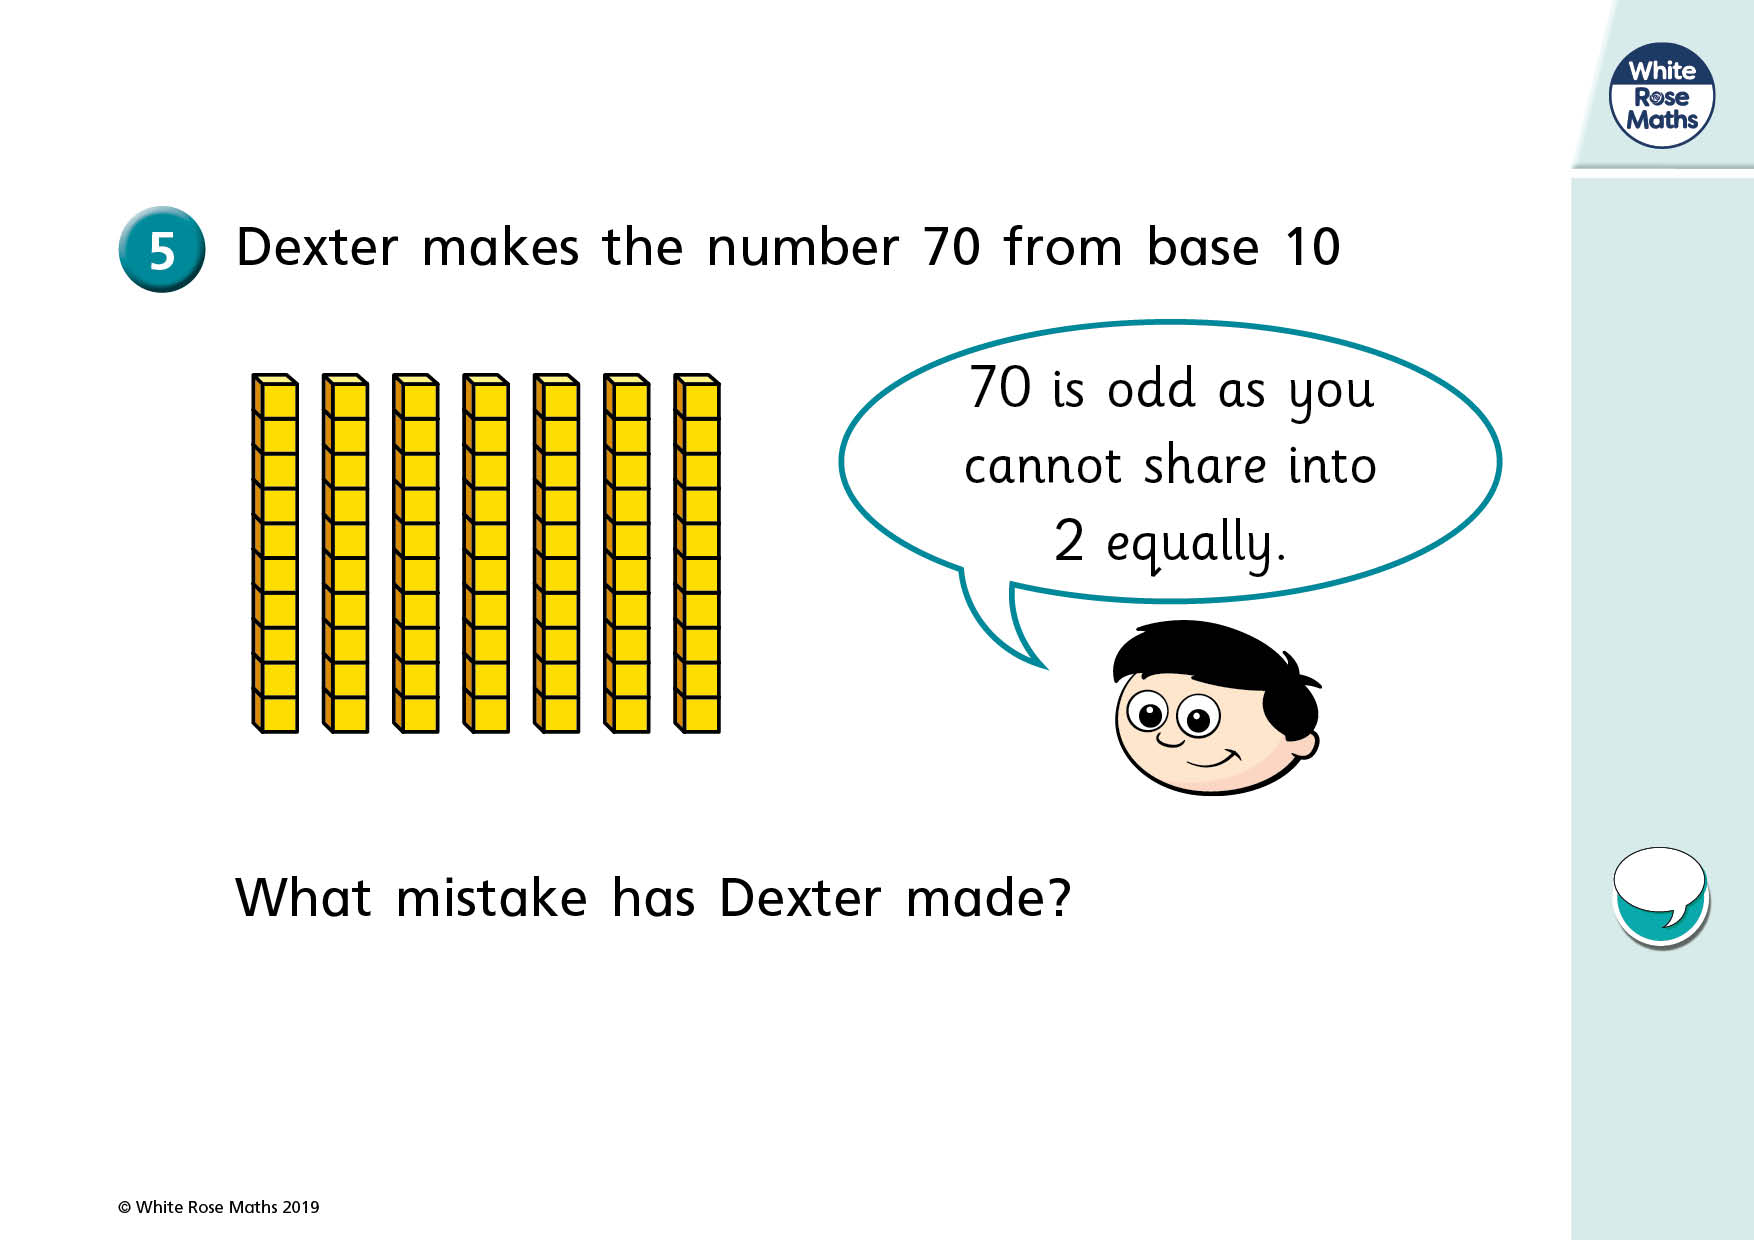 White
Rose
Maths
5 Dexter makes the number 70 from base 10
70 is odd as you
cannot share into
2 equally.
What mistake has Dexter made?
© White Rose Maths 2019